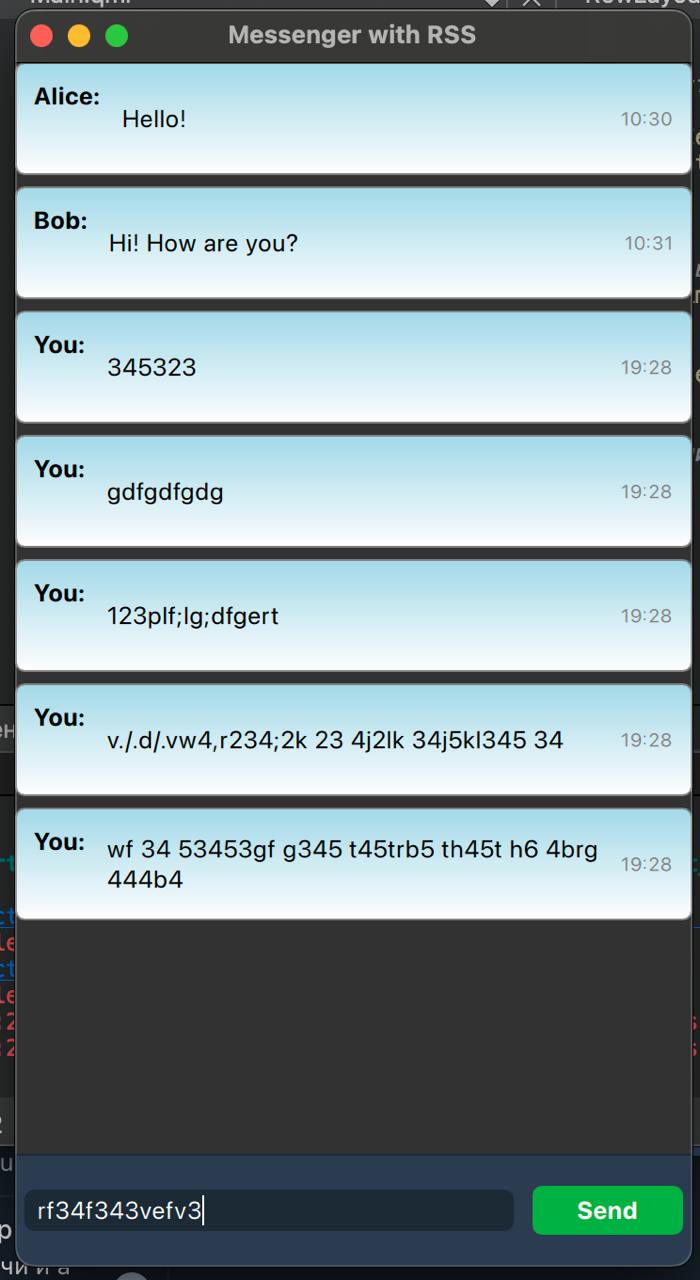 Messenger with RSS
Alice:
Hello!
10:30
Bob:
Hi! How are you?
10:31
You:
345323
19:28
You:
gdfgdfgdg
19:28
You:
123plf;lg;dfgert
19:28
You:
v./.d/.vw4,r234;2k 23 4j2lk 34j5kl345 34
19:28
You:
wf 34 53453gf g345 t45trb5 th45t h6 4brg
444b4
19:28
rf34f343vefv3
Send